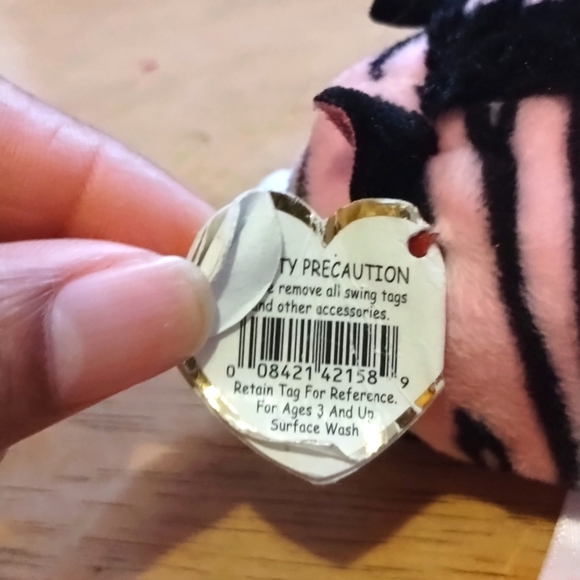 TY PRECAUTION
remove all swing tags
and other accessories.
0 08421 42158 9
Retain Tag For Reference.
For Ages 3 And Up
Surface Wash